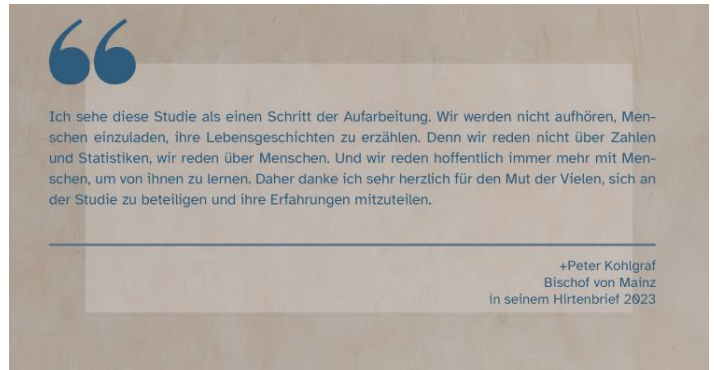 “
Ich sehe diese Studie als einen Schritt der Aufarbeitung. Wir werden nicht aufhören, Men-
schen einzuladen, ihre Lebensgeschichten zu erzählen. Denn wir reden nicht über Zahlen
und Statistiken, wir reden über Menschen. Und wir reden hoffentlich immer mehr mit Men-
schen, um von ihnen zu lernen. Daher danke ich sehr herzlich für den Mut der Vielen, sich an
der Studie zu beteiligen und ihre Erfahrungen mitzuteilen.
+Peter Kohlgraf
Bischof von Mainz
in seinem Hirtenbrief 2023